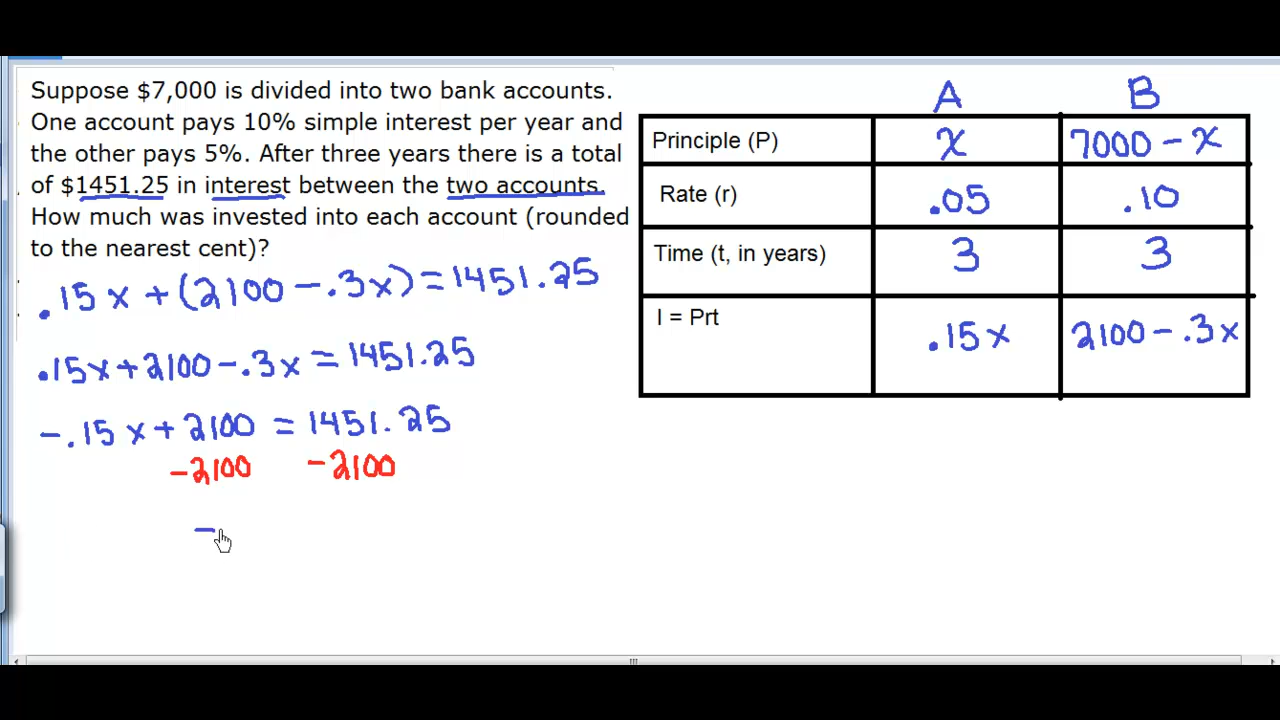 Suppose $7,000 is divided into two bank accounts.
One account pays 10% simple interest per year and
the other pays 5%. After three years there is a total
of $1451.25 in interest between the two accounts.
How much was invested into each account (rounded
to the nearest cent)?
.15x + (2100 - .3x) = 1451.25
.15x + 2100 - .3x = 1451.25
-.15x + 2100 = 1451.25
-2100 -2100
-
A B
Principle (P) x 7000 - x
Rate (r) .05 .10
Time (t, in years) 3 3
I = Prt .15x 2100 - .3x